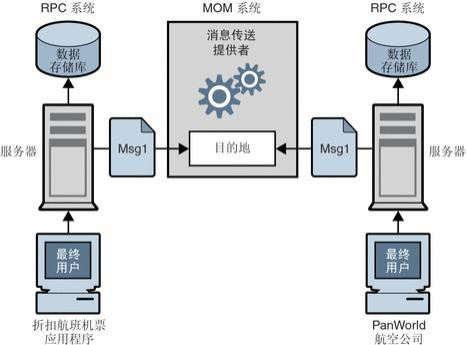 RPC 系统
MOM 系统
RPC 系统
数据
存储库
消息传送
提供者
数据
存储库
服务器
Msg1
目的地
Msg1
服务器
最终
用户
最终
用户
折扣航班机票
应用程序
PanWorld
航空公司